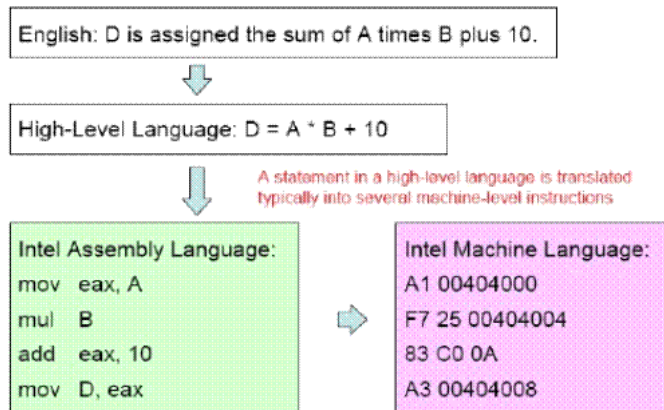 English: D is assigned the sum of A times B plus 10.
High-Level Language: D = A * B + 10
A statement in a high-level language is translated
typically into several machine-level instructions
Intel Assembly Language:
mov eax, A
mul B
add eax, 10
mov D, eax
Intel Machine Language:
A1 00404000
F7 25 00404004
83 C0 0A
A3 00404008